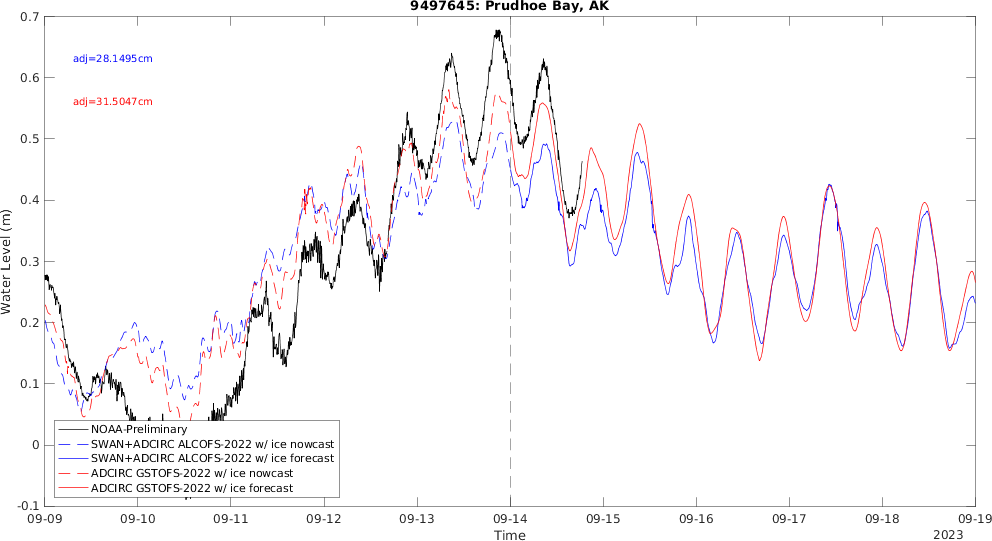 9497645: Prudhoe Bay, AK
0.7
adj=28.1495cm
0.6
adj=31.5047cm
0.5
0.4
Water Level (m)
0.3
0.2
0.1
NOAA-Preliminary
0
SWAN+ADCIRC ALCOFS-2022 w/ ice nowcast
SWAN+ADCIRC ALCOFS-2022 w/ ice forecast
ADCIRC GSTOFS-2022 w/ ice nowcast
ADCIRC GSTOFS-2022 w/ ice forecast
-0.1
09-09 09-10 09-11 09-12 09-13 09-14 09-15 09-16 09-17 09-18 09-19
Time
2023